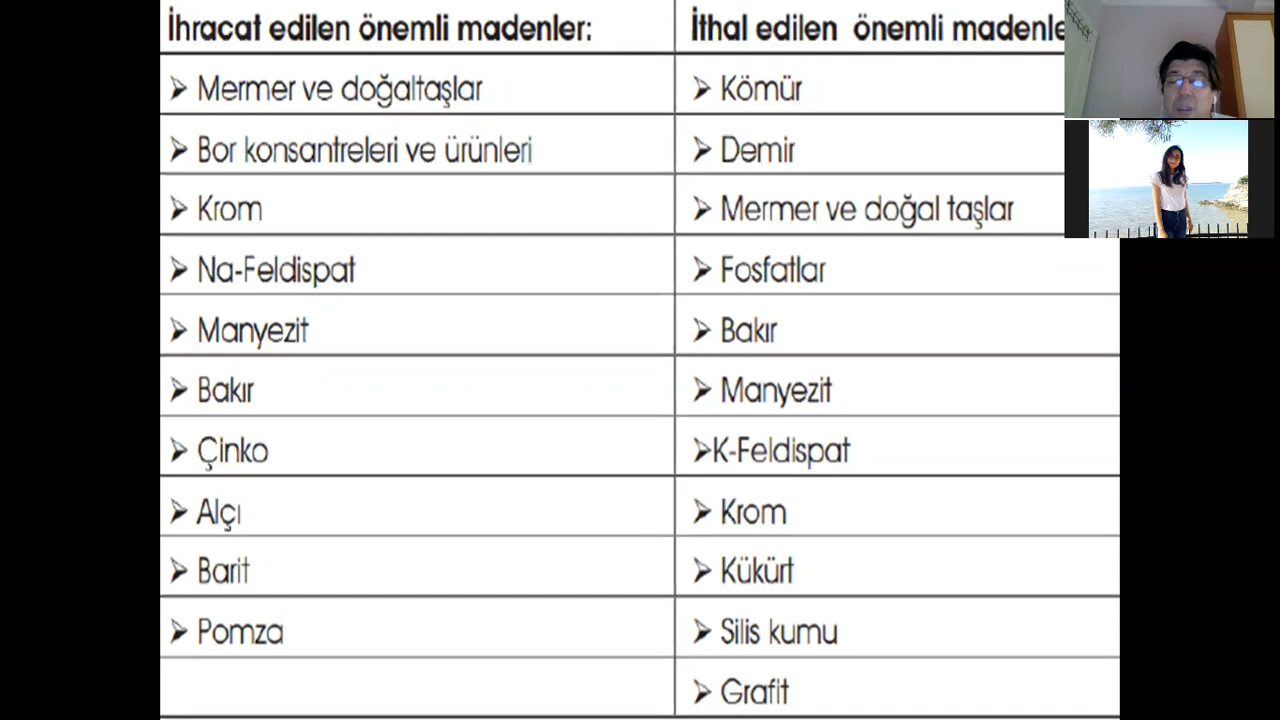 İhracat edilen önemli madenler:
İthal edilen önemli madenle
➢ Mermer ve doğaltaşlar
➢ Kömür
➢ Bor konsantreleri ve ürünleri
➢ Demir
➢ Krom
➢ Mermer ve doğal taşlar
➢ Na-Feldispat
➢ Fosfatlar
➢ Manyezit
➢ Bakır
➢ Bakır
➢ Manyezit
➢ Çinko
➢K-Feldispat
➢ Alçı
➢ Krom
➢ Barit
➢ Kükürt
➢ Pomza
➢ Silis kumu
➢ Grafit